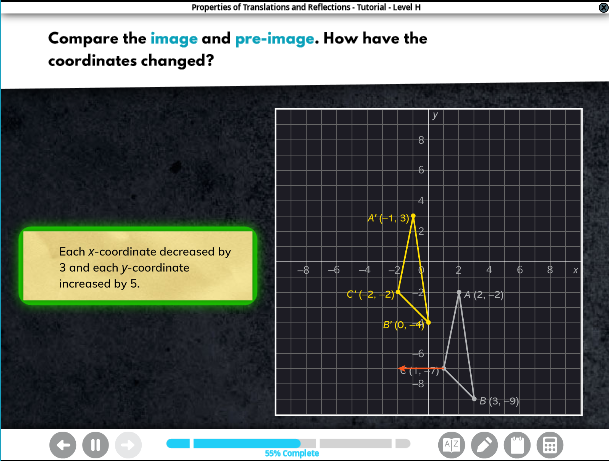 Properties of Translations and Reflections - Tutorial - Level H
Compare the image and pre-image. How have the
coordinates changed?
y
8
6
4
A′ (−1, 3)
2
Each x-coordinate decreased by
3 and each y-coordinate
increased by 5.
−8 −6 −4 −2 0 2 4 6 8 x
C′ (−2, −2) −2 A (2, −2)
B′ (0, −4) −4
−6
C (1, −7)
−8
B (3, −9)
A Z
55% Complete